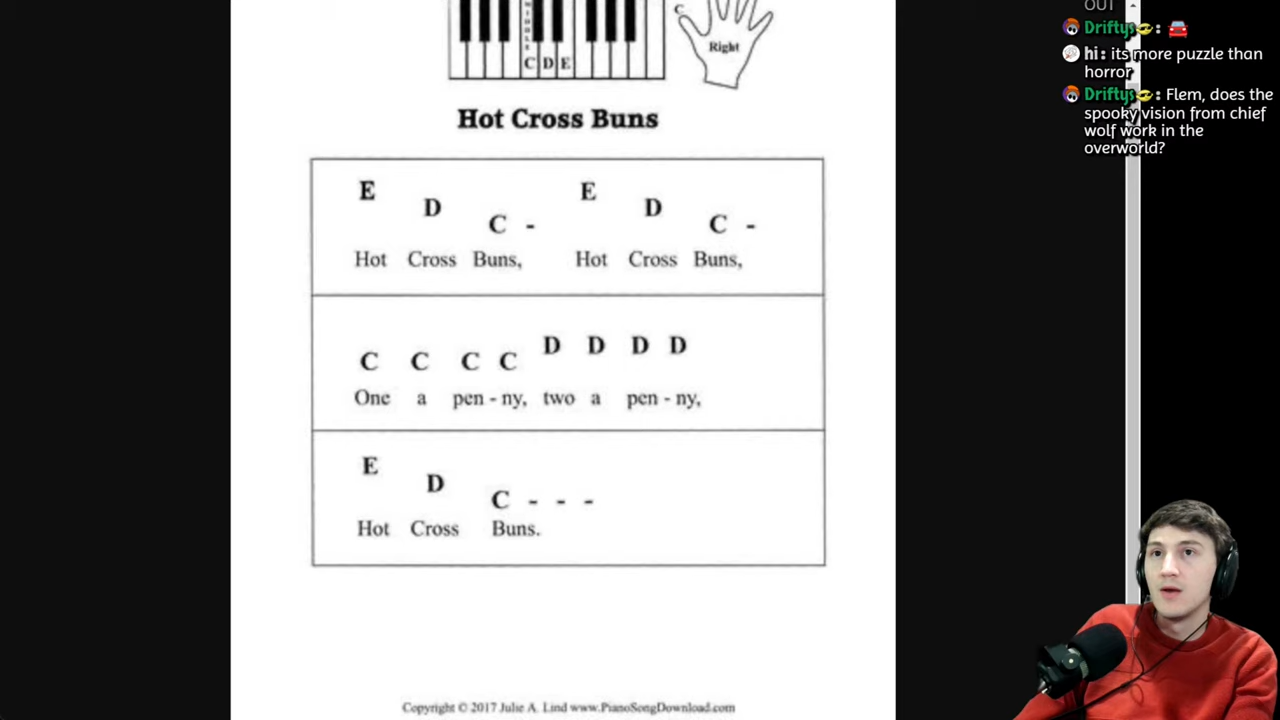 OUT
Driftys: 🚘
hi: its more puzzle than
horror
Driftys: Flem, does the
spooky vision from chief
wolf work in the
overworld?
MIDDLE
C D E
C
Right
Hot Cross Buns
E D C - E D C -
Hot Cross Buns, Hot Cross Buns,
C C C C D D D D
One a pen - ny, two a pen - ny,
E D C - - -
Hot Cross Buns.
Copyright © 2017 Julie A. Lind www.PianoSongDownload.com